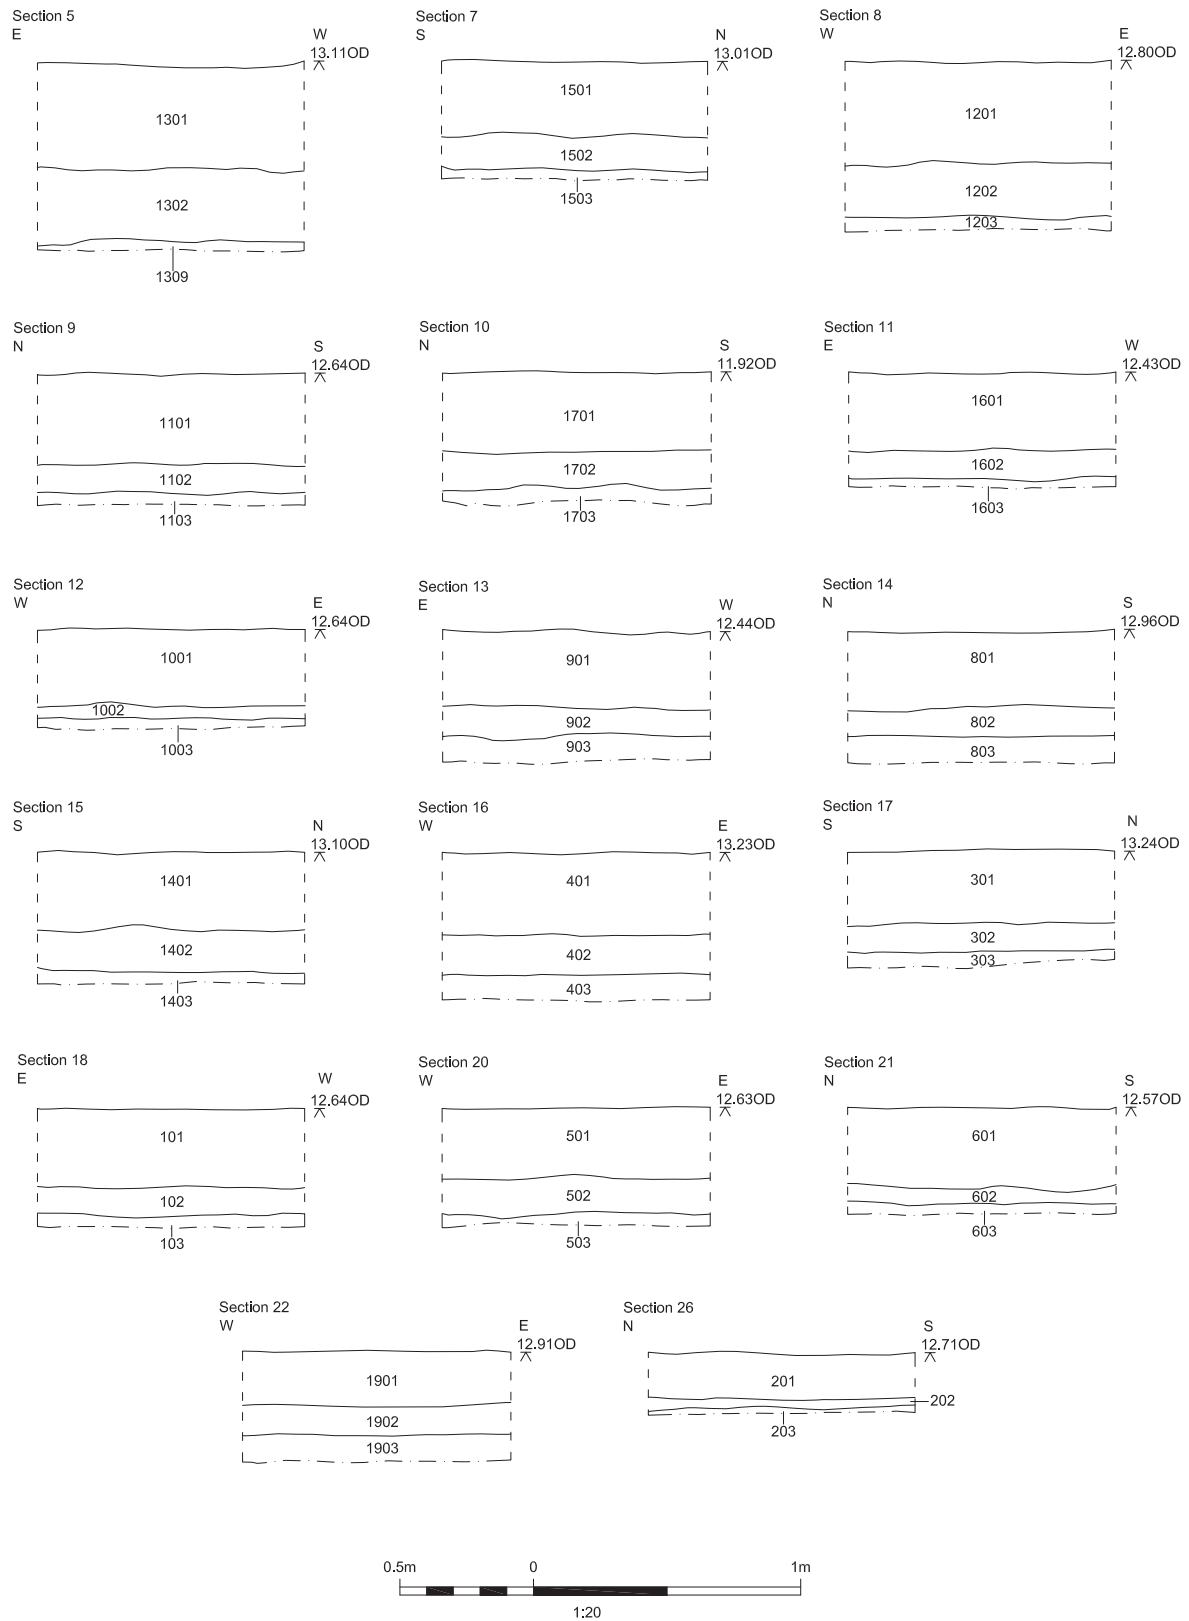 Section 5
E W
13.11OD
1301
1302
1309
Section 7
S N
13.01OD
1501
1502
1503
Section 8
W E
12.80OD
1201
1202
1203
Section 9
N S
12.64OD
1101
1102
1103
Section 10
N S
11.92OD
1701
1702
1703
Section 11
E W
12.43OD
1601
1602
1603
Section 12
W E
12.64OD
1001
1002
1003
Section 13
E W
12.44OD
901
902
903
Section 14
N S
12.96OD
801
802
803
Section 15
S N
13.10OD
1401
1402
1403
Section 16
W E
13.23OD
401
402
403
Section 17
S N
13.24OD
301
302
303
Section 18
E W
12.64OD
101
102
103
Section 20
W E
12.63OD
501
502
503
Section 21
N S
12.57OD
601
602
603
Section 22
W E
12.91OD
1901
1902
1903
Section 26
N S
12.71OD
201
202
203
0.5m 0 1m
1:20